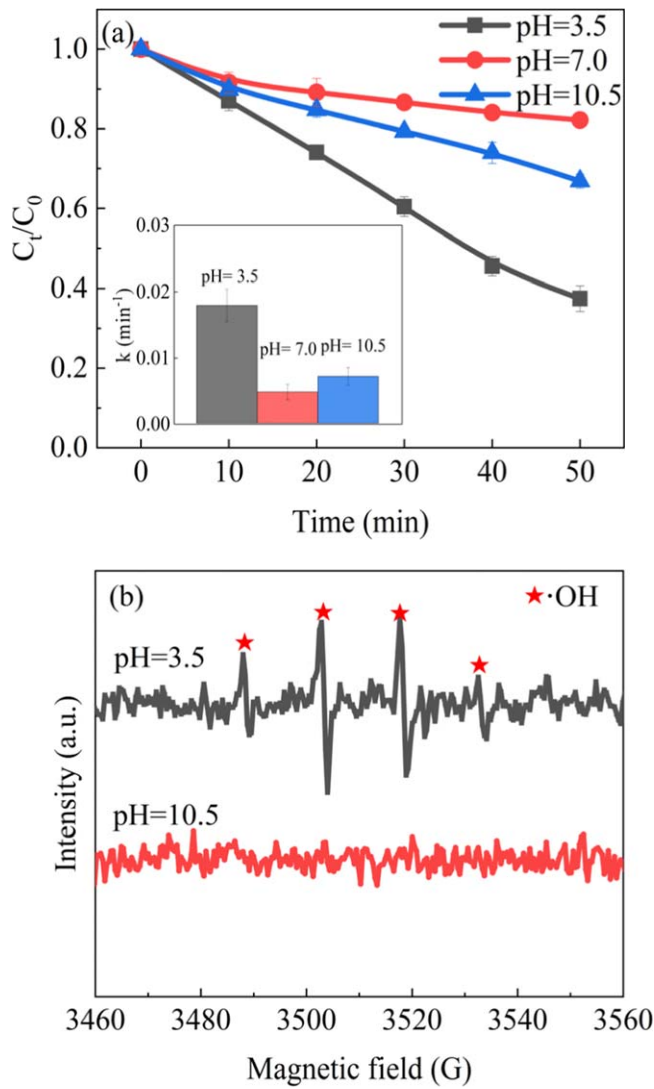 (a)
pH=3.5
pH=7.0
pH=10.5
1.0
0.8
0.6
0.4
0.2
0.0
Cₜ/C₀
0.03
0.02
0.01
0.00
k (min⁻¹)
pH= 3.5
pH= 7.0
pH= 10.5
0 10 20 30 40 50
Time (min)
(b)
★·OH
pH=3.5
pH=10.5
Intensity (a.u.)
3460 3480 3500 3520 3540 3560
Magnetic field (G)